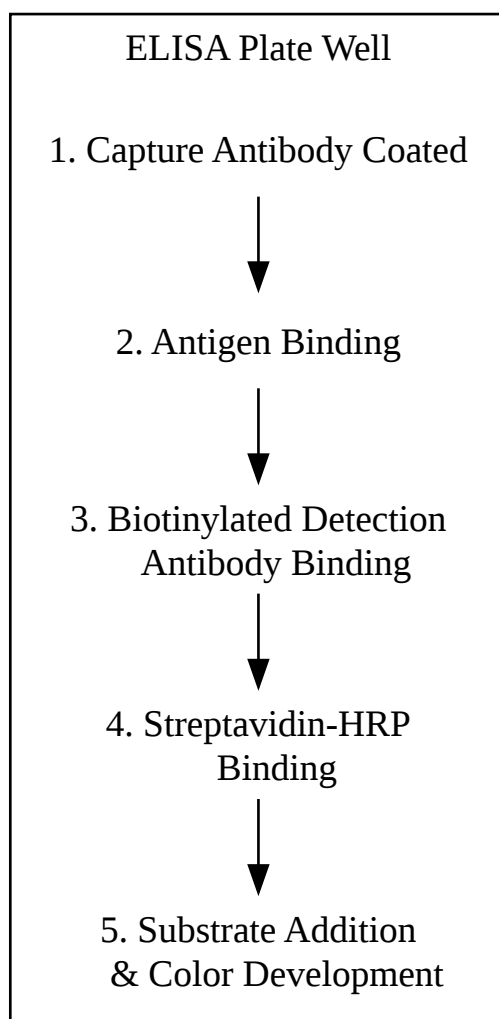 ELISA Plate Well
1. Capture Antibody Coated
2. Antigen Binding
3. Biotinylated Detection
Antibody Binding
4. Streptavidin-HRP
Binding
5. Substrate Addition
& Color Development